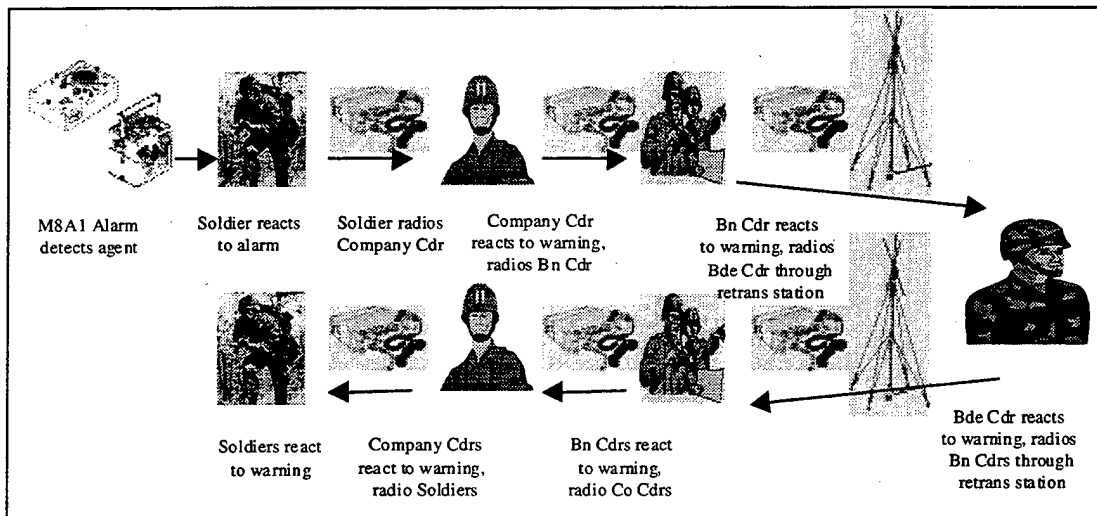 M8A1 Alarm
detects agent
Soldier reacts
to alarm
Soldier radios
Company Cdr
Company Cdr
reacts to warning,
radios Bn Cdr
Bn Cdr reacts
to warning, radios
Bde Cdr through
retrans station
Bde Cdr reacts
to warning, radios
Bn Cdrs through
retrans station
Bn Cdrs react
to warning,
radio Co Cdrs
Company Cdrs
react to warning,
radio Soldiers
Soldiers react
to warning